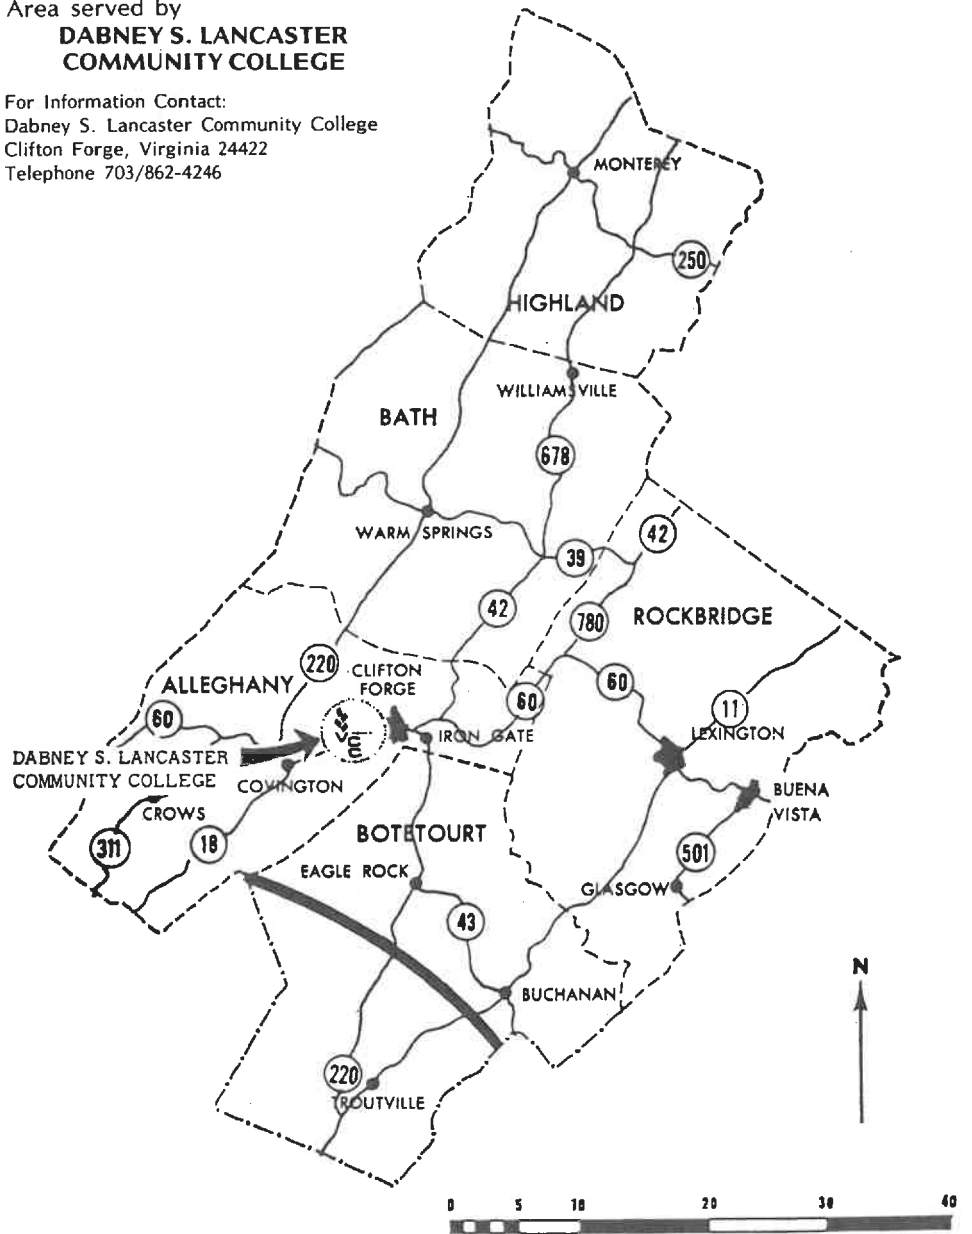 Area served by
DABNEY S. LANCASTER
COMMUNITY COLLEGE
For Information Contact:
Dabney S. Lancaster Community College
Clifton Forge, Virginia 24422
Telephone 703/862-4246
MONTEREY
250
HIGHLAND
WILLIAMSVILLE
BATH
678
WARM SPRINGS
42
39
42
780
ROCKBRIDGE
220
CLIFTON
FORGE
ALLEGHANY
60
60
60
11
LEXINGTON
IRON GATE
DABNEY S. LANCASTER
COMMUNITY COLLEGE
COVINGTON
BUENA
VISTA
CROWS
311
18
BOTETOURT
501
EAGLE ROCK
GLASGOW
43
N
BUCHANAN
220
TROUTVILLE
0 5 10 20 30 40